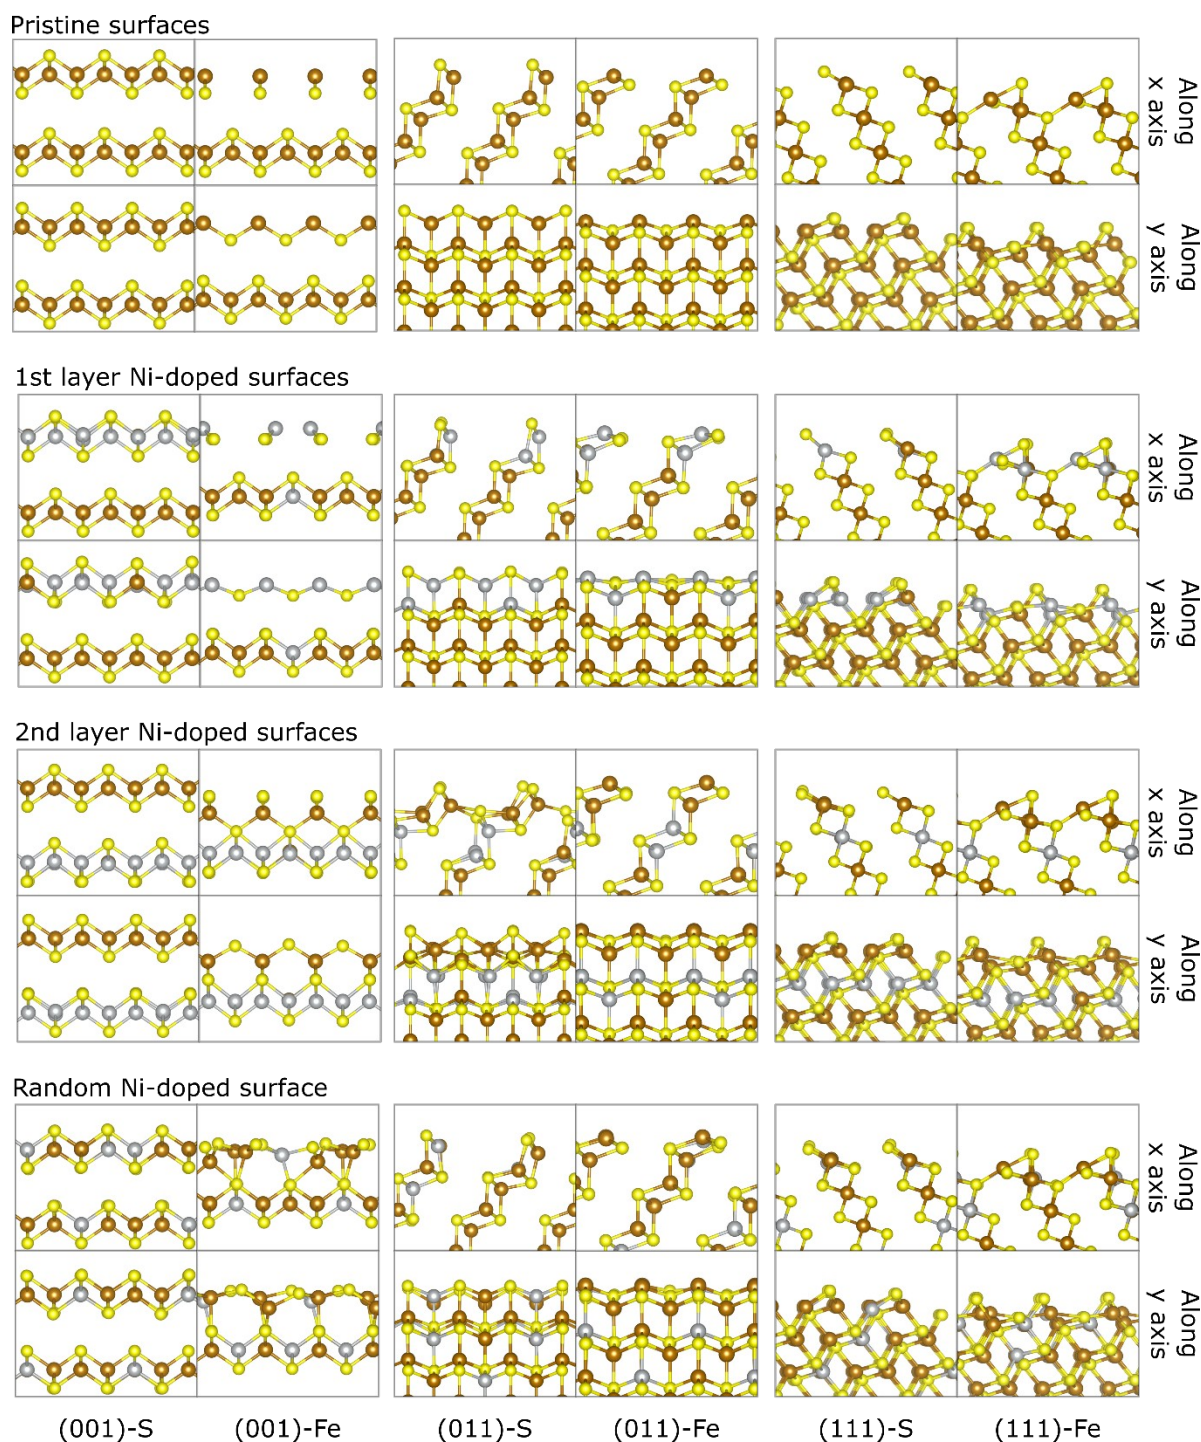 Pristine surfaces
Along
x axis
Along
y axis
1st layer Ni-doped surfaces
Along
x axis
Along
y axis
2nd layer Ni-doped surfaces
Along
x axis
Along
y axis
Random Ni-doped surface
Along
x axis
Along
y axis
(001)-S (001)-Fe (011)-S (011)-Fe (111)-S (111)-Fe